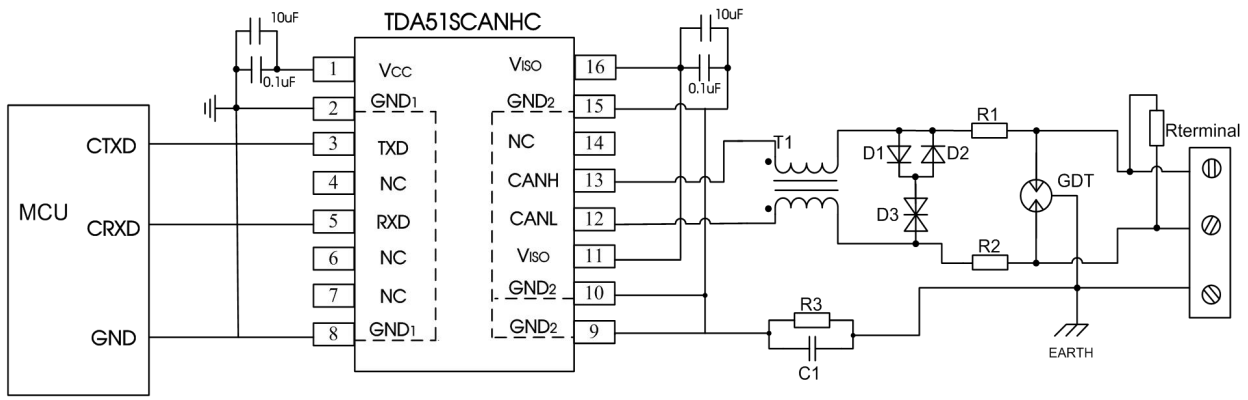 TDA51SCANHC
10uF
0.1uF
10uF
0.1uF
MCU
CTXD
CRXD
GND
1 VCC
2 GND1
3 TXD
4 NC
5 RXD
6 NC
7 NC
8 GND1
VISO 16
GND2 15
NC 14
CANH 13
CANL 12
VISO 11
GND2 10
GND2 9
T1
D1
D2
D3
R1
R2
GDT
Rterminal
R3
C1
EARTH